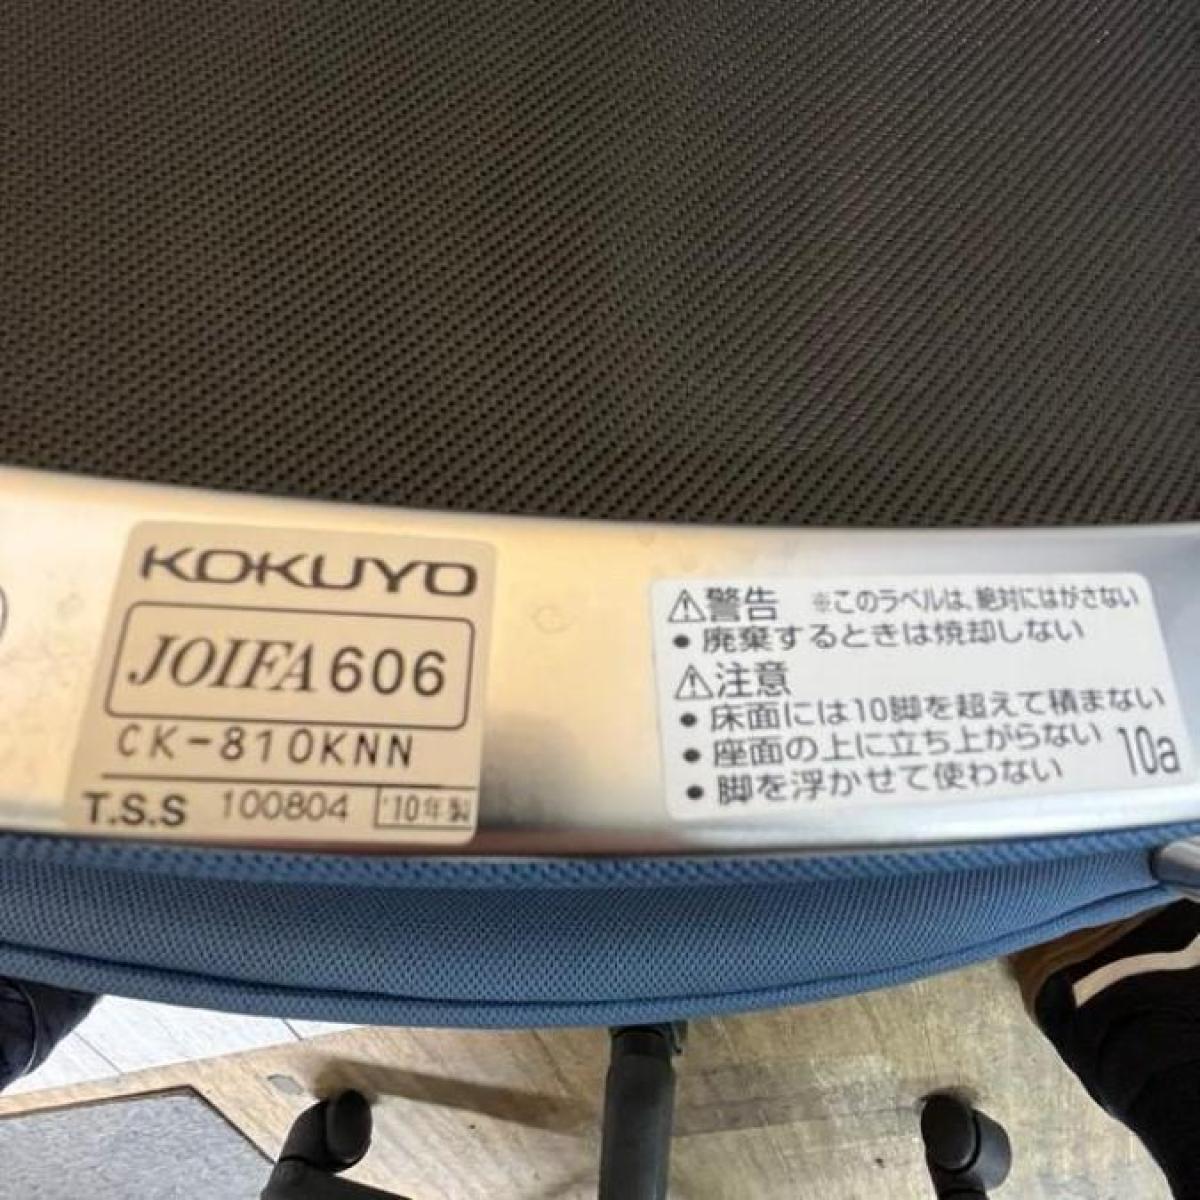 KOKUYO
JOIFA 606
CK-810KNN
T.S.S 100804 '10年製
⚠警告 ※このラベルは、絶対にはがさない
● 廃棄するときは焼却しない
⚠注意
● 床面には10脚を超えて積まない
● 座面の上に立ち上がらない
● 脚を浮かせて使わない
10a